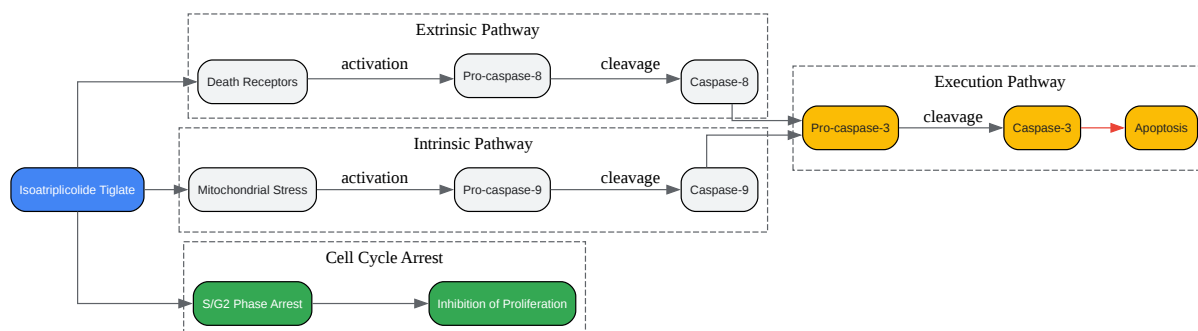 Extrinsic Pathway
Death Receptors
activation
Pro-caspase-8
cleavage
Caspase-8
Execution Pathway
Pro-caspase-3
cleavage
Caspase-3
Apoptosis
Intrinsic Pathway
Isoatriplicolide Tiglate
Mitochondrial Stress
activation
Pro-caspase-9
cleavage
Caspase-9
Cell Cycle Arrest
S/G2 Phase Arrest
Inhibition of Proliferation